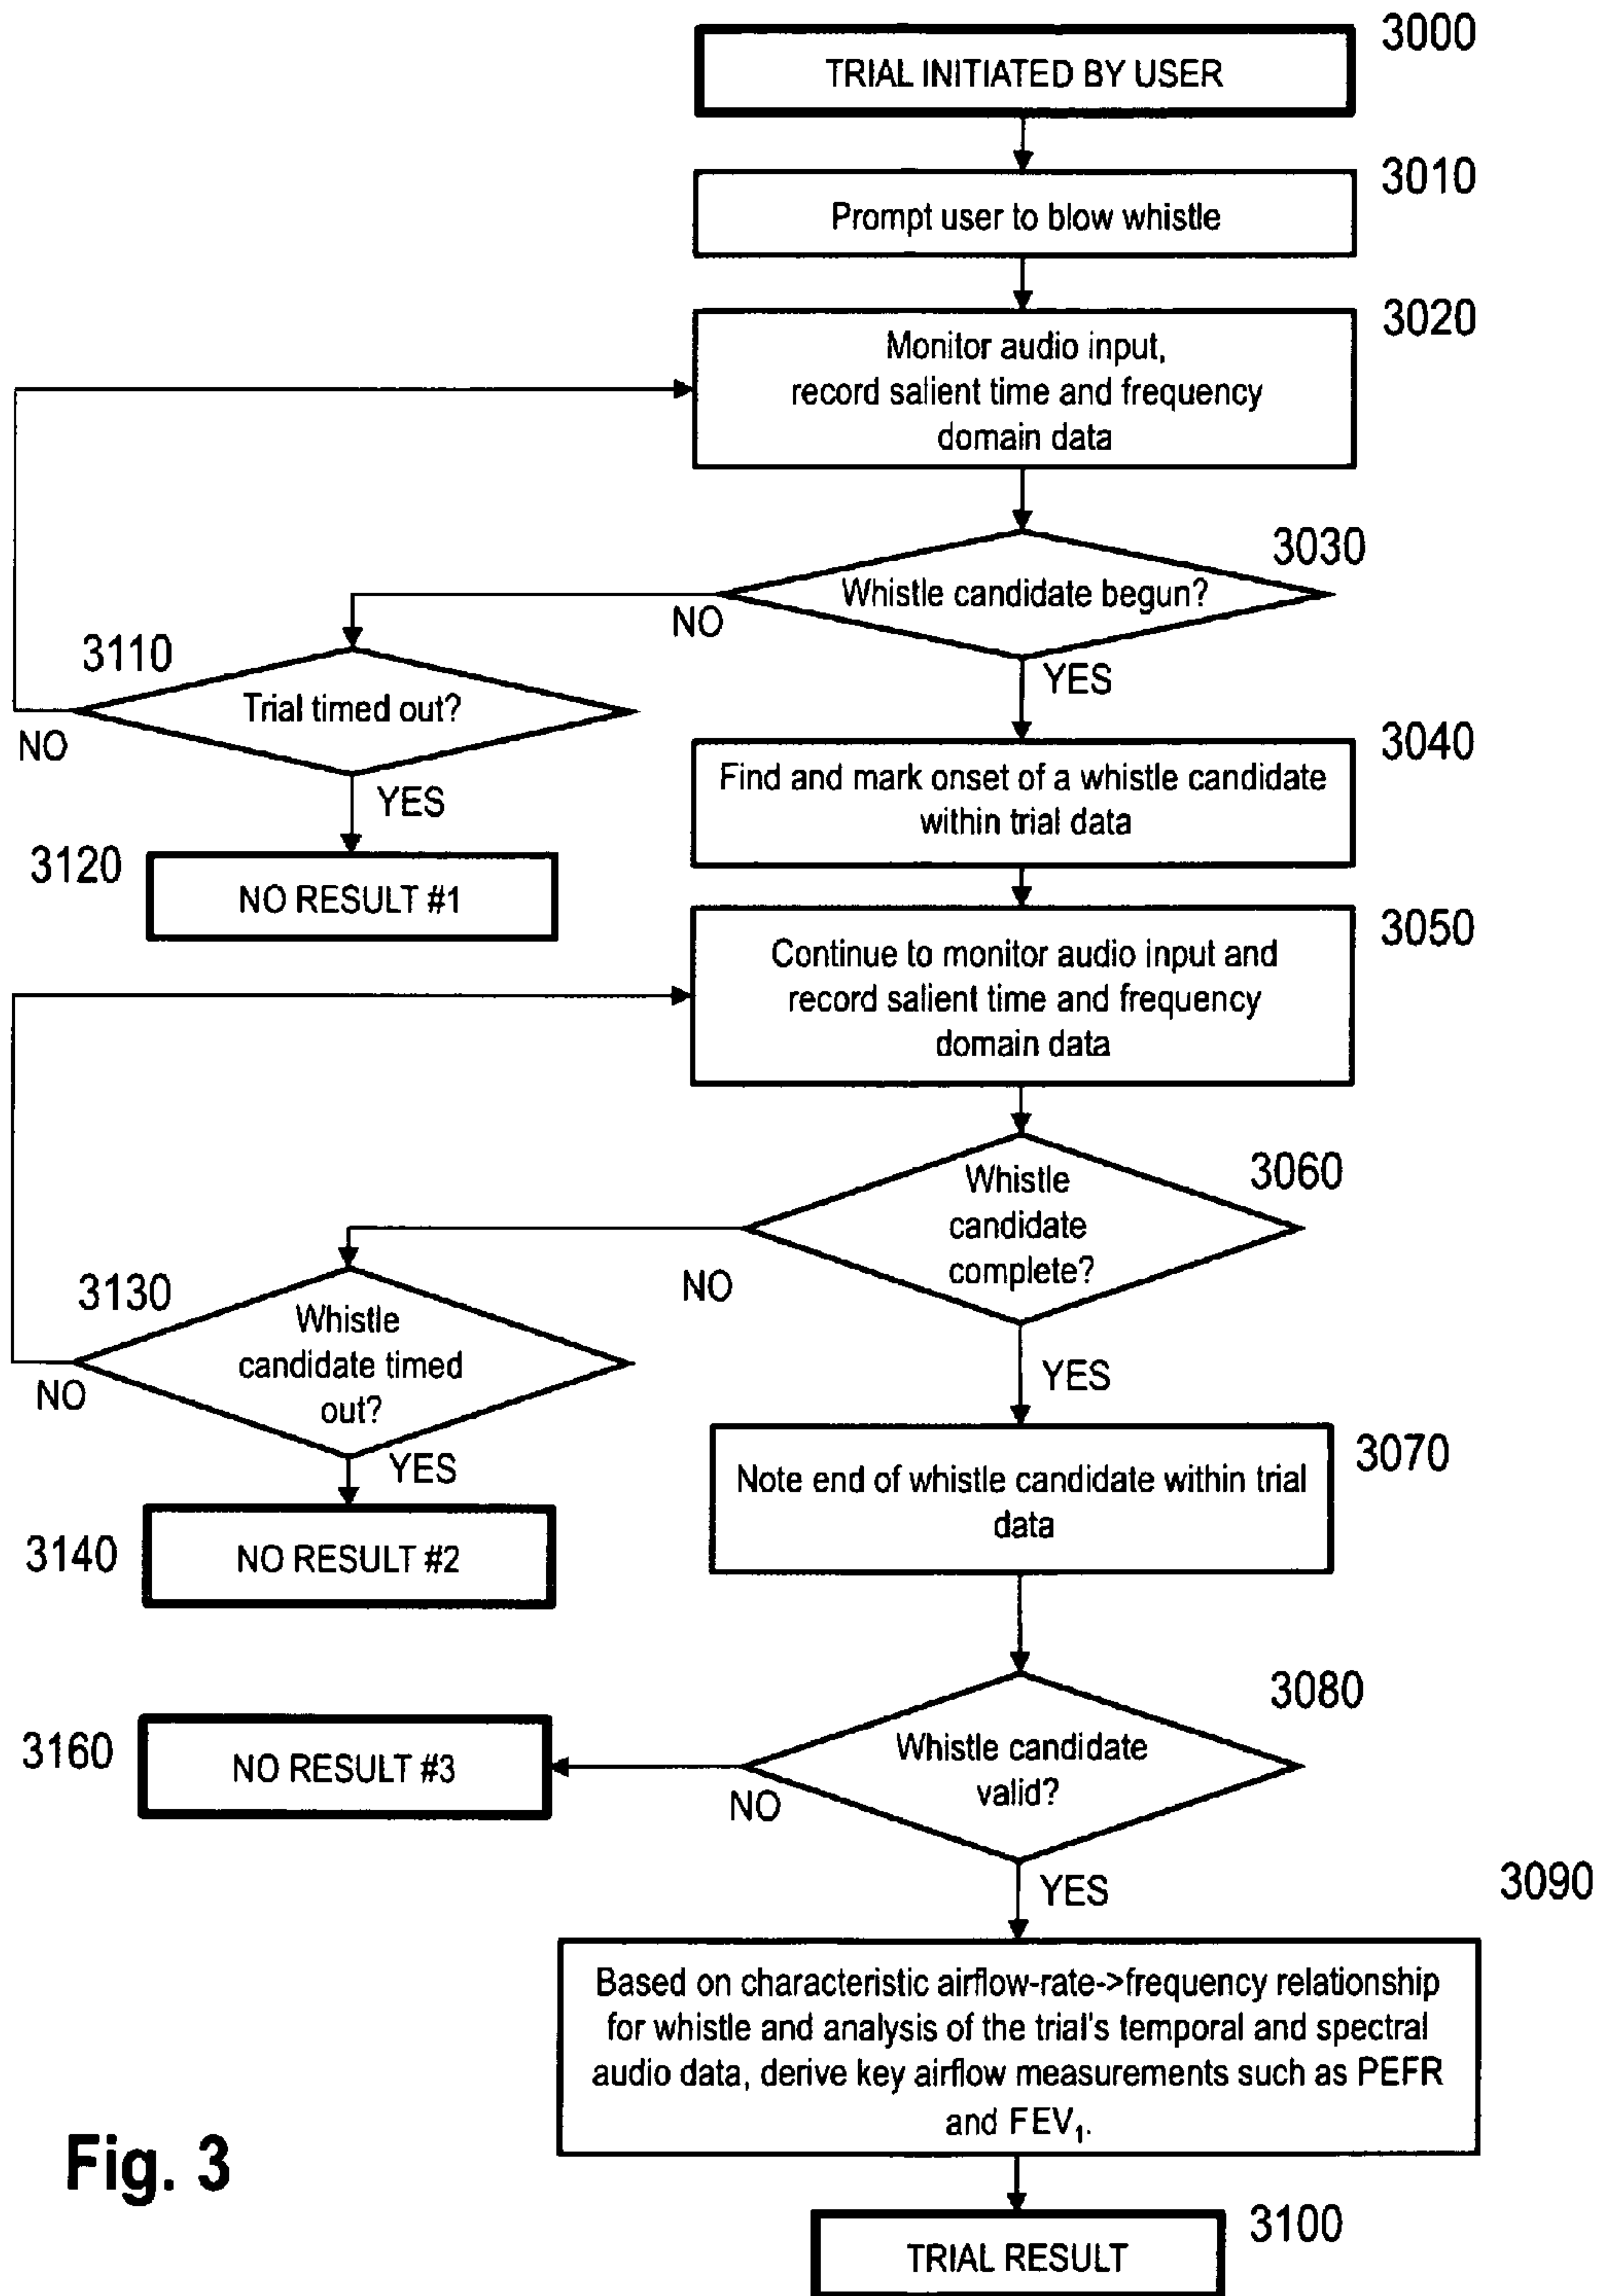 3000
TRIAL INITIATED BY USER
3010
Prompt user to blow whistle
3020
Monitor audio input,
record salient time and frequency
domain data
3030
Whistle candidate begun?
NO
YES
3110
Trial timed out?
NO
YES
3120
NO RESULT #1
3040
Find and mark onset of a whistle candidate
within trial data
3050
Continue to monitor audio input and
record salient time and frequency
domain data
3060
Whistle
candidate
complete?
NO
YES
3130
Whistle
candidate timed
out?
NO
YES
3140
NO RESULT #2
3070
Note end of whistle candidate within trial
data
3080
Whistle candidate
valid?
NO
YES
3160
NO RESULT #3
3090
Based on characteristic airflow-rate->frequency relationship
for whistle and analysis of the trial's temporal and spectral
audio data, derive key airflow measurements such as PEFR
and FEV₁.
3100
TRIAL RESULT
Fig. 3